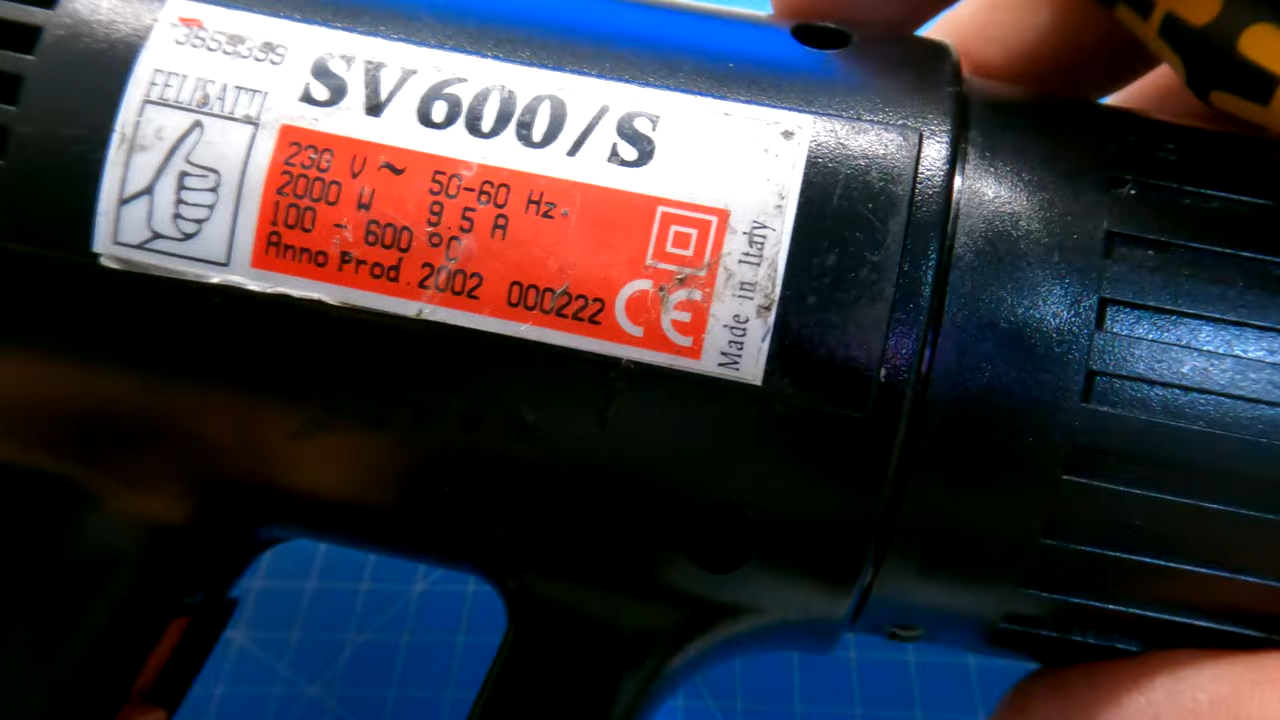 FELISATTI
SV600/S
230 V ~ 50-60 Hz.
2000 W 9.5 A
100 - 600 °C
Anno Prod. 2002 000222
CE
Made in Italy